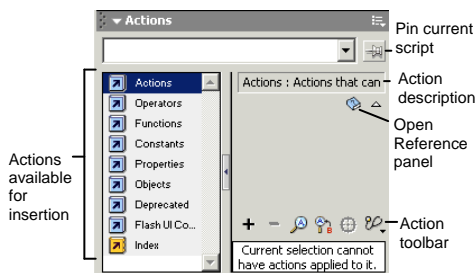 Actions
Pin current
script
Actions
Operators
Functions
Constants
Properties
Objects
Deprecated
Flash UI Co...
Index
Actions : Actions that can
Action
description
Open
Reference
panel
Actions
available
for
insertion
Action
toolbar
Current selection cannot
have actions applied to it.